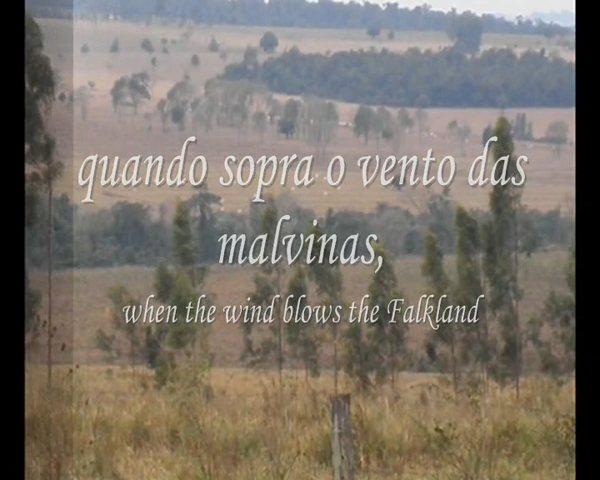 quando sopra o vento das
malvinas,
when the wind blows the Falkland